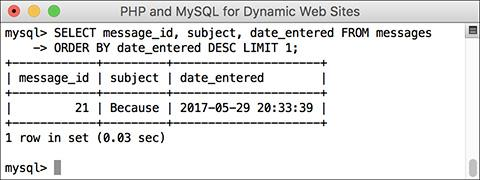 PHP and MySQL for Dynamic Web Sites
mysql> SELECT message_id, subject, date_entered FROM messages
    -> ORDER BY date_entered DESC LIMIT 1;
+------------+---------+---------------------+
| message_id | subject | date_entered        |
+------------+---------+---------------------+
|         21 | Because | 2017-05-29 20:33:39 |
+------------+---------+---------------------+
1 row in set (0.03 sec)
mysql>